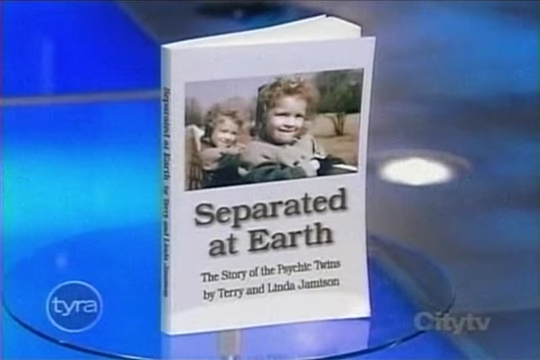 Separated at Earth by Terry and Linda Jamison
Separated
at Earth
The Story of the Psychic Twins
by Terry and Linda Jamison
tyra
Citytv